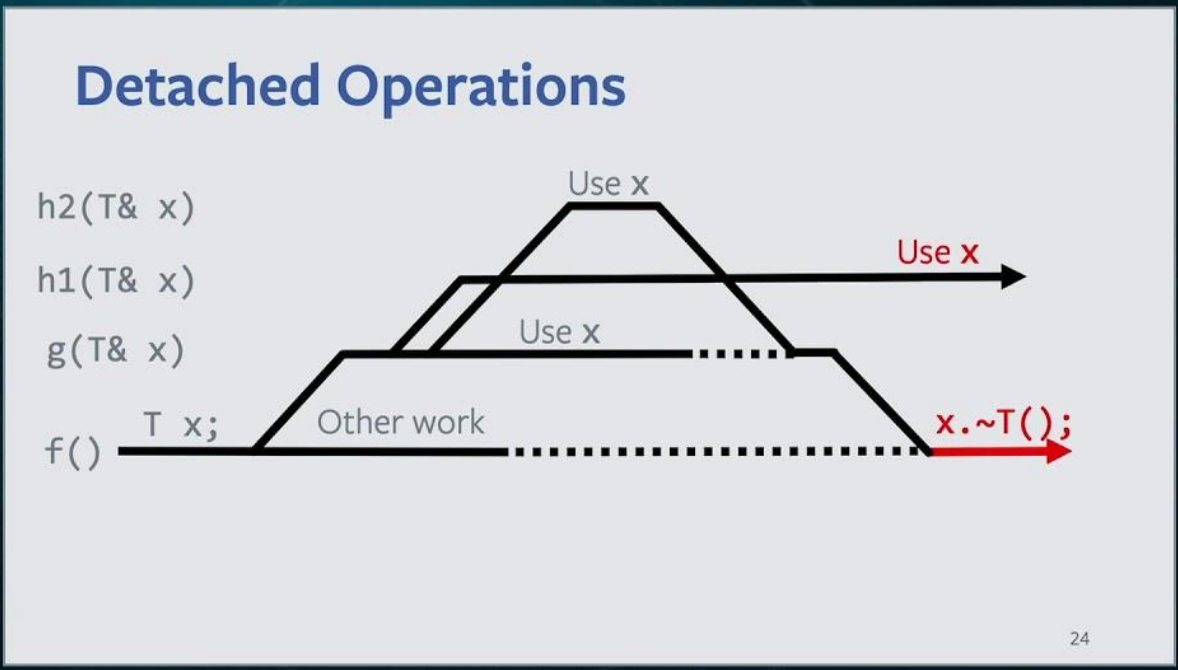 Detached Operations
Use x
h2(T& x)
Use x
h1(T& x)
Use x
g(T& x)
T x;
Other work
x.~T();
f()
24